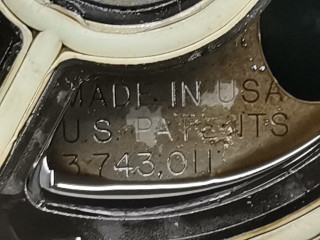 MADE IN USA
U.S. PATENTS
3,743,011